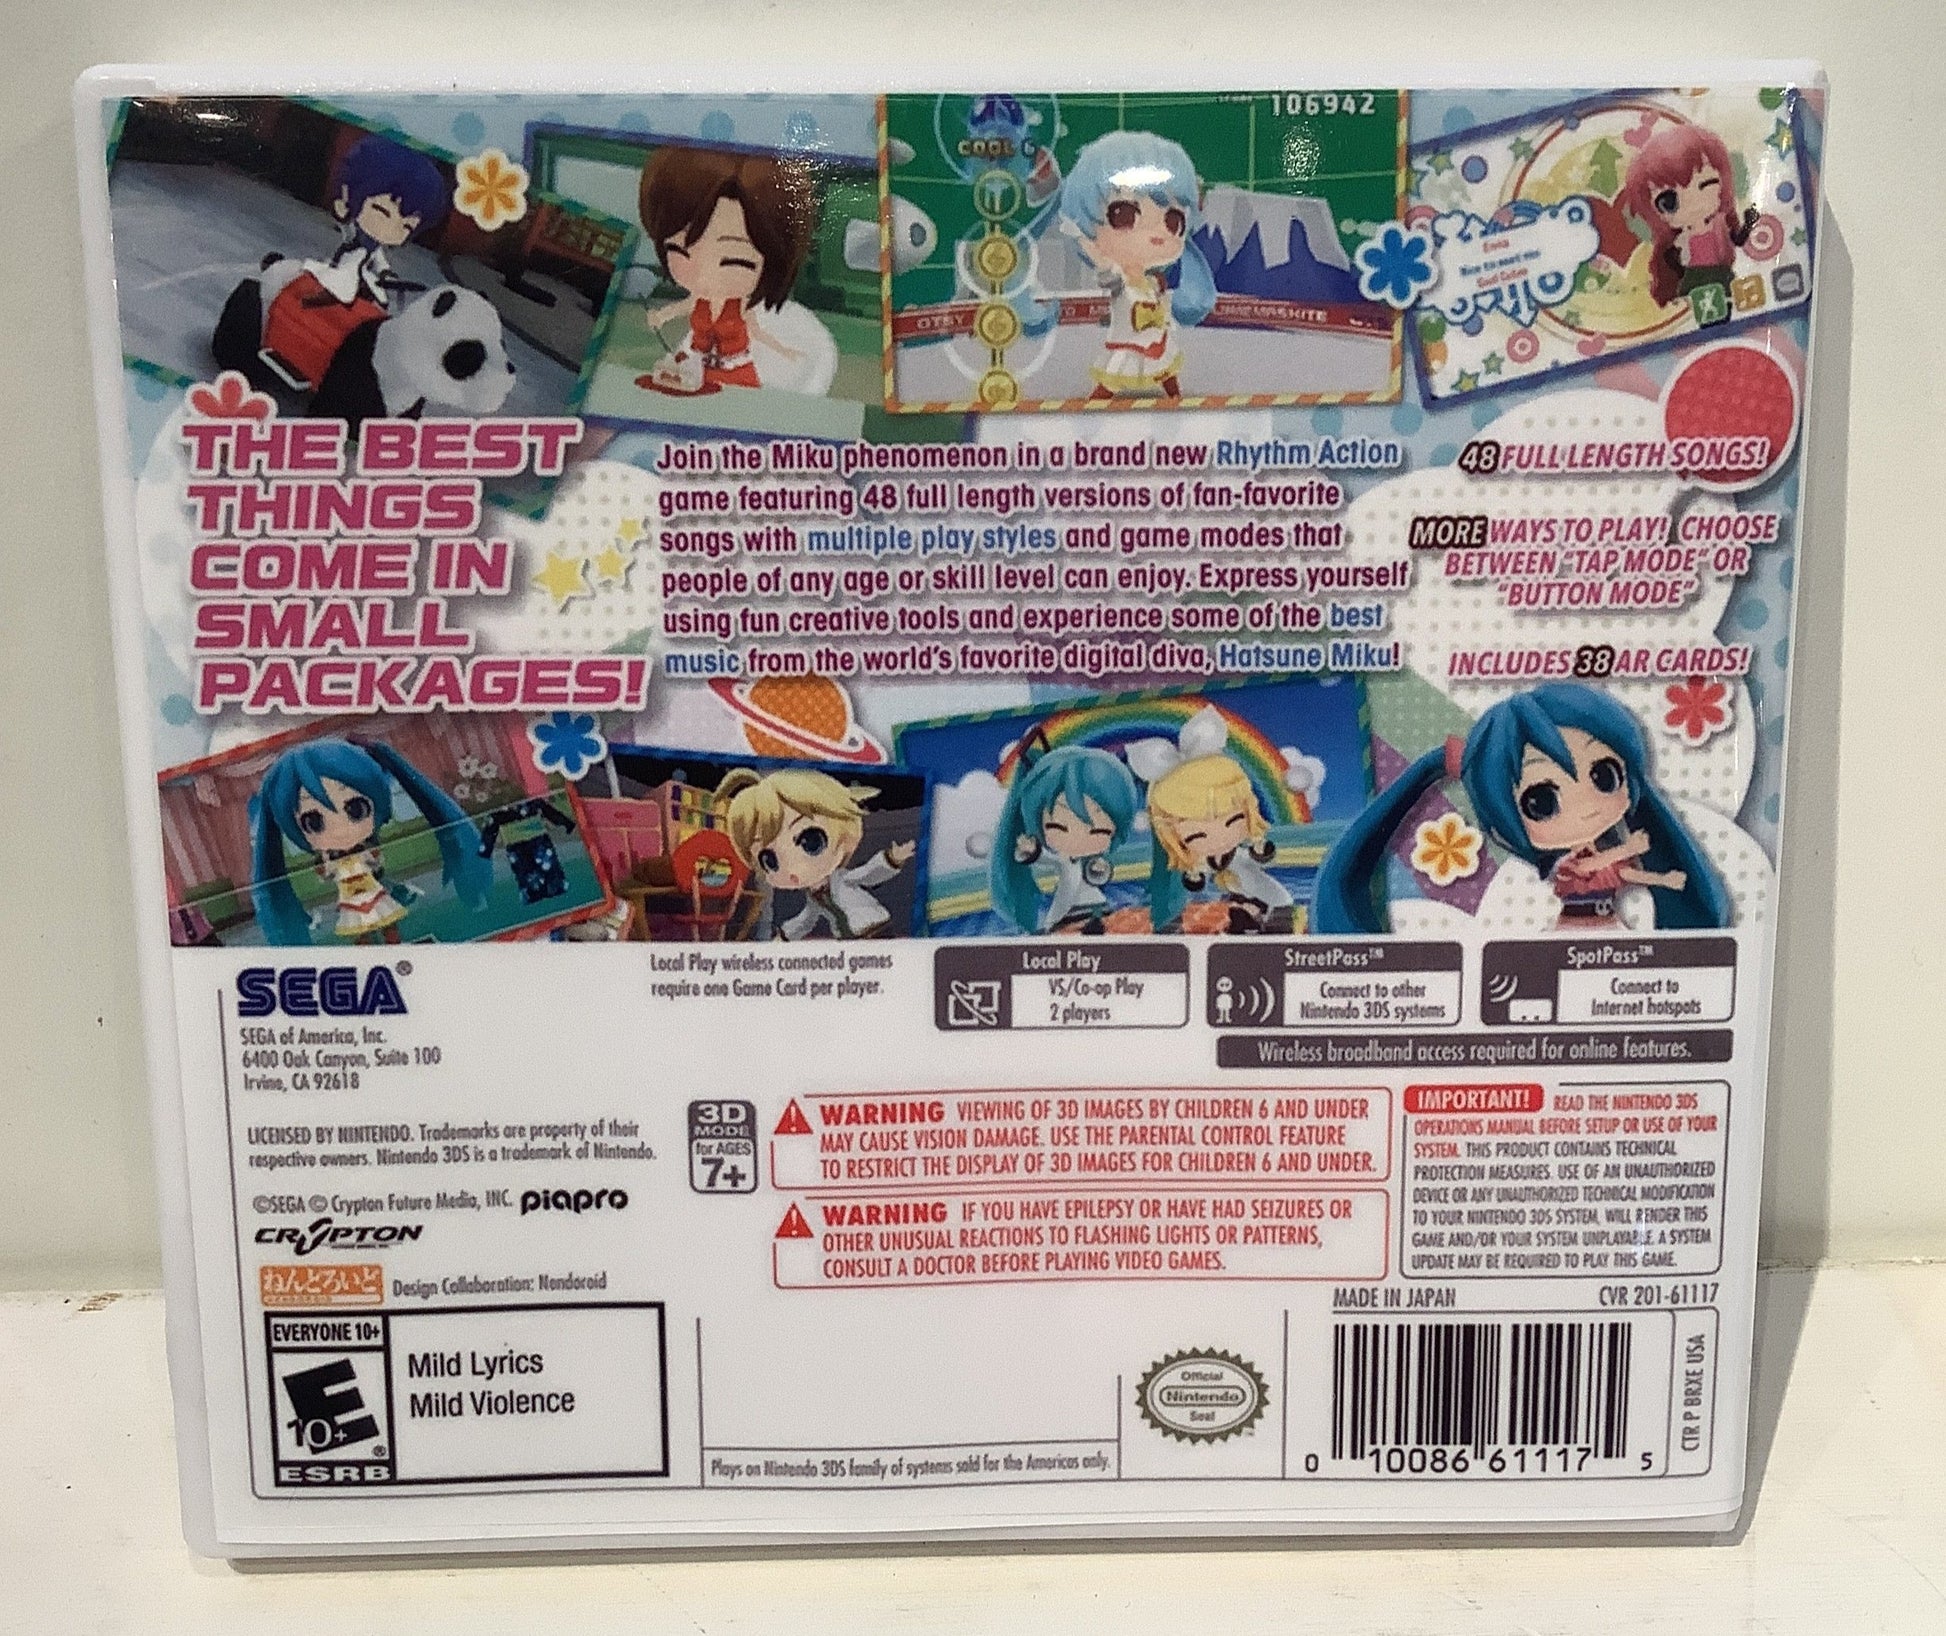 106942
COOL 6
THE BEST
THINGS
COME IN
SMALL
PACKAGES!
Join the Miku phenomenon in a brand new Rhythm Action
game featuring 48 full length versions of fan-favorite
songs with multiple play styles and game modes that
people of any age or skill level can enjoy. Express yourself
using fun creative tools and experience some of the best
music from the world's favorite digital diva, Hatsune Miku!
48 FULL LENGTH SONGS!
MORE WAYS TO PLAY! CHOOSE
BETWEEN "TAP MODE" OR
"BUTTON MODE"
INCLUDES 38 AR CARDS!
SEGA®
SEGA of America, Inc.
6400 Oak Canyon, Suite 100
Irvine, CA 92618
Local Play wireless connected games
require one Game Card per player.
Local Play
VS/Co-op Play
2 players
StreetPass™
Connect to other
Nintendo 3DS systems
SpotPass™
Connect to
Internet hotspots
Wireless broadband access required for online features.
LICENSED BY NINTENDO. Trademarks are property of their
respective owners. Nintendo 3DS is a trademark of Nintendo.
©SEGA © Crypton Future Media, INC. piapro
CRYPTON
ねんどろいど
Design Collaboration: Nendoroid
3D
MODE
for AGES
7+
WARNING VIEWING OF 3D IMAGES BY CHILDREN 6 AND UNDER
MAY CAUSE VISION DAMAGE. USE THE PARENTAL CONTROL FEATURE
TO RESTRICT THE DISPLAY OF 3D IMAGES FOR CHILDREN 6 AND UNDER.
WARNING IF YOU HAVE EPILEPSY OR HAVE HAD SEIZURES OR
OTHER UNUSUAL REACTIONS TO FLASHING LIGHTS OR PATTERNS,
CONSULT A DOCTOR BEFORE PLAYING VIDEO GAMES.
IMPORTANT! READ THE NINTENDO 3DS
OPERATIONS MANUAL BEFORE SETUP OR USE OF YOUR
SYSTEM. THIS PRODUCT CONTAINS TECHNICAL
PROTECTION MEASURES. USE OF AN UNAUTHORIZED
DEVICE OR ANY UNAUTHORIZED TECHNICAL MODIFICATION
TO YOUR NINTENDO 3DS SYSTEM, WILL RENDER THIS
GAME AND/OR YOUR SYSTEM UNPLAYABLE. A SYSTEM
UPDATE MAY BE REQUIRED TO PLAY THIS GAME.
MADE IN JAPAN
CVR 201-61117
EVERYONE 10+
E
10+
®
ESRB
Mild Lyrics
Mild Violence
Plays on Nintendo 3DS family of systems sold for the Americas only.
Official
Nintendo
Seal
0 10086 61117 5
CTR P BRXE USA